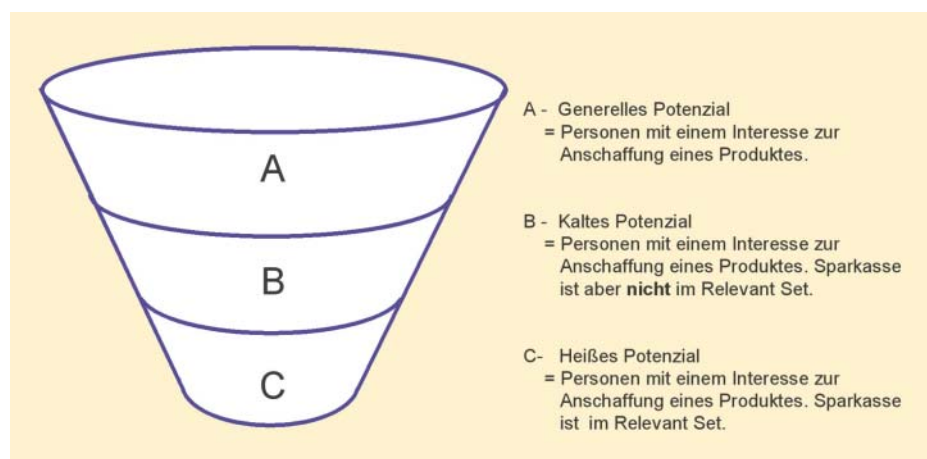 A
B
C
A - Generelles Potenzial
= Personen mit einem Interesse zur
Anschaffung eines Produktes.
B - Kaltes Potenzial
= Personen mit einem Interesse zur
Anschaffung eines Produktes. Sparkasse
ist aber nicht im Relevant Set.
C- Heißes Potenzial
= Personen mit einem Interesse zur
Anschaffung eines Produktes. Sparkasse
ist im Relevant Set.